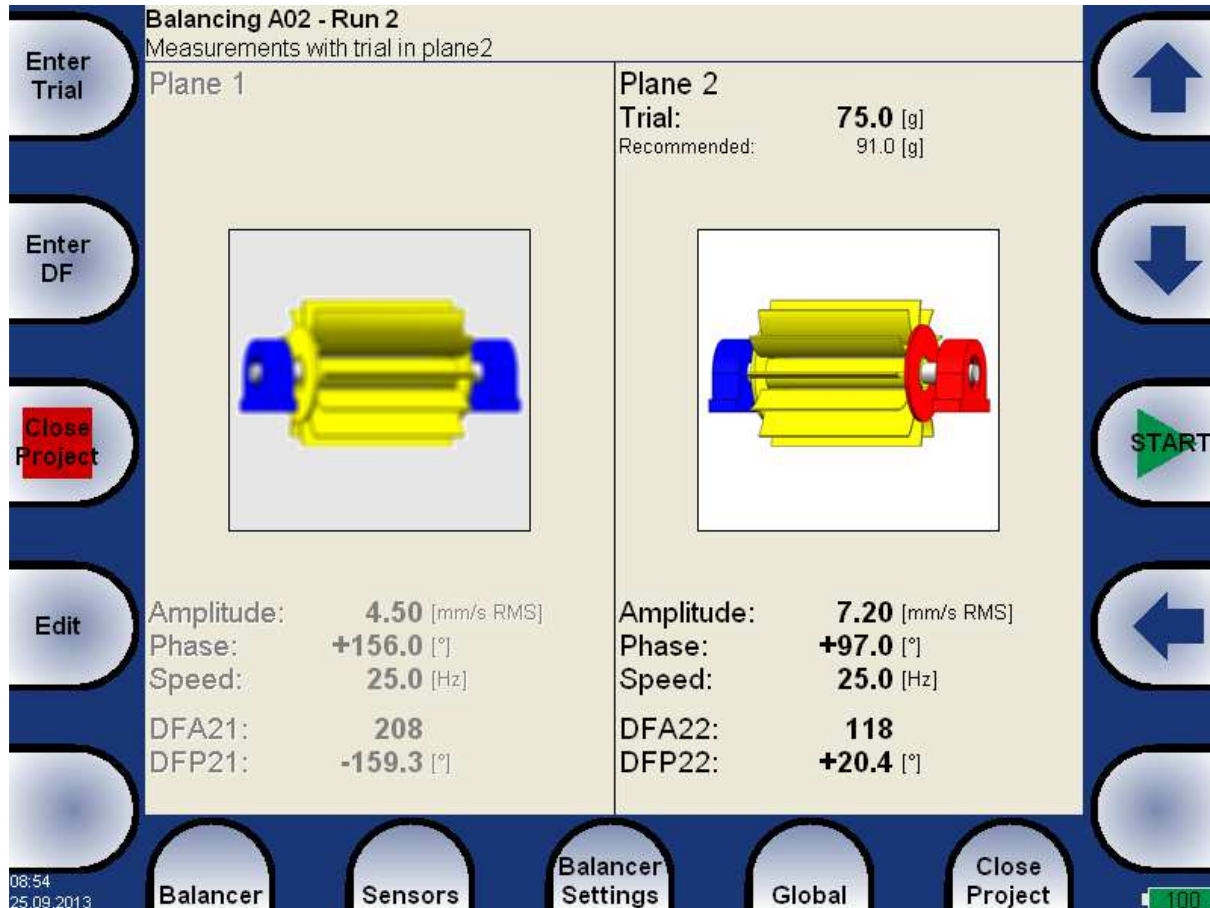 Balancing A02 - Run 2
Measurements with trial in plane2
Enter
Trial
Enter
DF
Close
Project
Edit
Plane 1
Amplitude: 4.50 [mm/s RMS]
Phase: +156.0 [°]
Speed: 25.0 [Hz]
DFA21: 208
DFP21: -159.3 [°]
Plane 2
Trial: 75.0 [g]
Recommended: 91.0 [g]
Amplitude: 7.20 [mm/s RMS]
Phase: +97.0 [°]
Speed: 25.0 [Hz]
DFA22: 118
DFP22: +20.4 [°]
START
08:54
25.09.2013
Balancer
Sensors
Balancer
Settings
Global
Close
Project
100